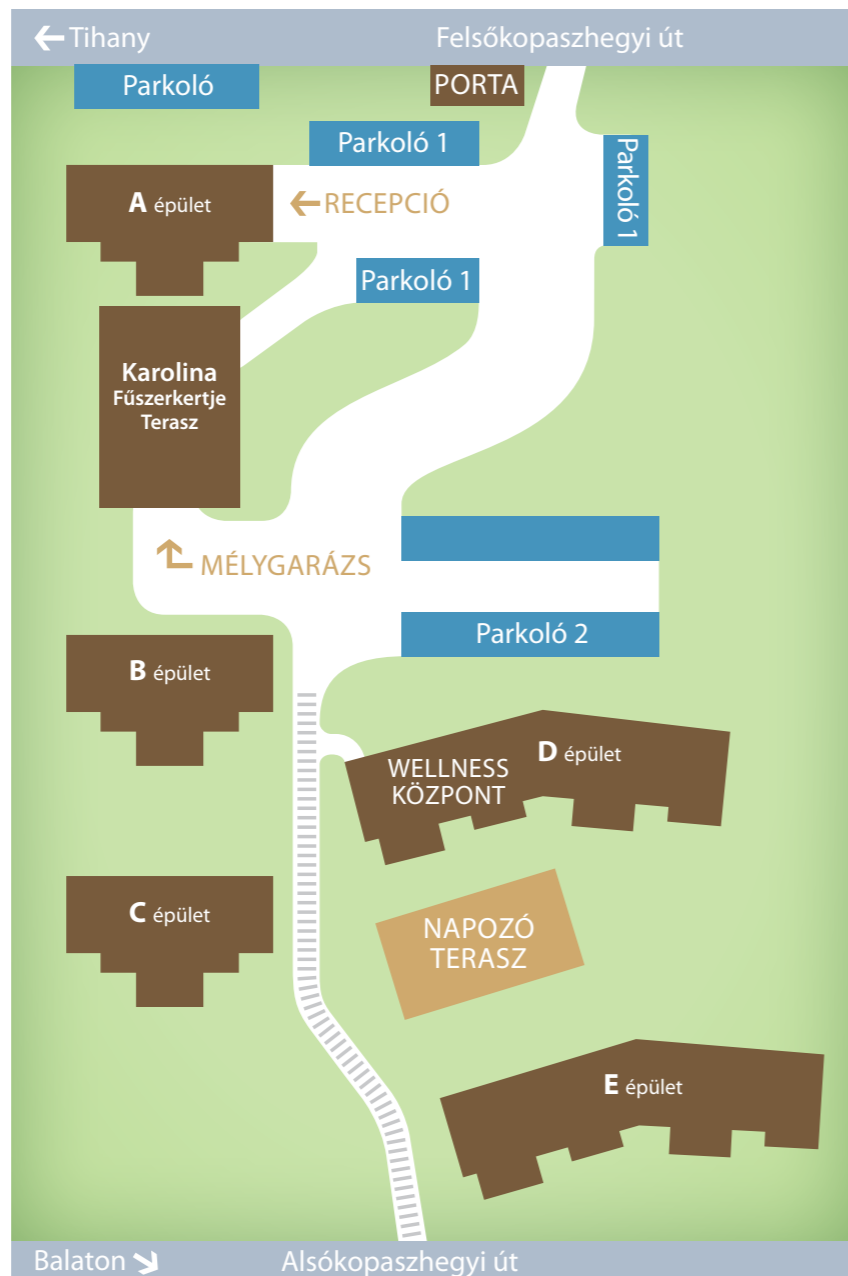 Tihany
Felsőkopaszhegyi út
Parkoló
PORTA
Parkoló 1
Parkoló 1
A épület
RECEPCIÓ
Parkoló 1
Karolina
Fűszerkertje
Terasz
MÉLYGARÁZS
Parkoló 2
B épület
D épület
WELLNESS
KÖZPONT
C épület
NAPOZÓ
TERASZ
E épület
Balaton
Alsókopaszhegyi út